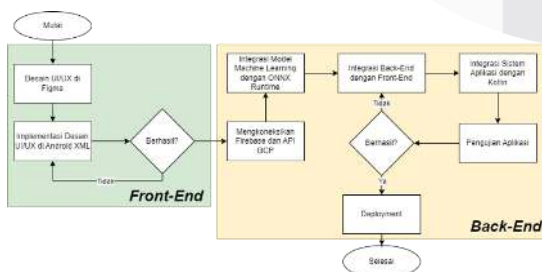 Mulai
Desain UI/UX di
Figma
Implementasi Desain
UI/UX di Android XML
Berhasil?
Tidak
Front-End
Integrasi Model
Machine Learning
dengan ONNX
Runtime
Mengkoneksikan
Firebase dan API
GCP
Integrasi Back-End
dengan Front-End
Integrasi Sistem
Aplikasi dengan
Kotlin
Pengujian Aplikasi
Tidak
Berhasil?
Ya
Deployment
Back-End
Selesai